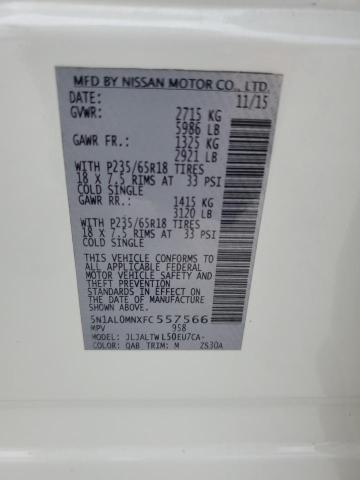 MFD BY NISSAN MOTOR CO., LTD.
DATE: 11/15
GVWR: 2715 KG
5986 LB
GAWR FR.: 1325 KG
2921 LB
WITH P235/65R18 TIRES
18 X 7.5 RIMS AT 33 PSI
COLD SINGLE
GAWR RR.: 1415 KG
3120 LB
WITH P235/65R18 TIRES
18 X 7.5 RIMS AT 33 PSI
COLD SINGLE
THIS VEHICLE CONFORMS TO
ALL APPLICABLE FEDERAL
MOTOR VEHICLE SAFETY
STANDARDS IN EFFECT ON THE
DATE OF MANUFACTURE SHOWN
ABOVE.
5N1AL0MNXFC557566
MPV 958
MODEL: JLJALTWL50EU7CA-
COLOR: QAB TRIM: M ZS30A